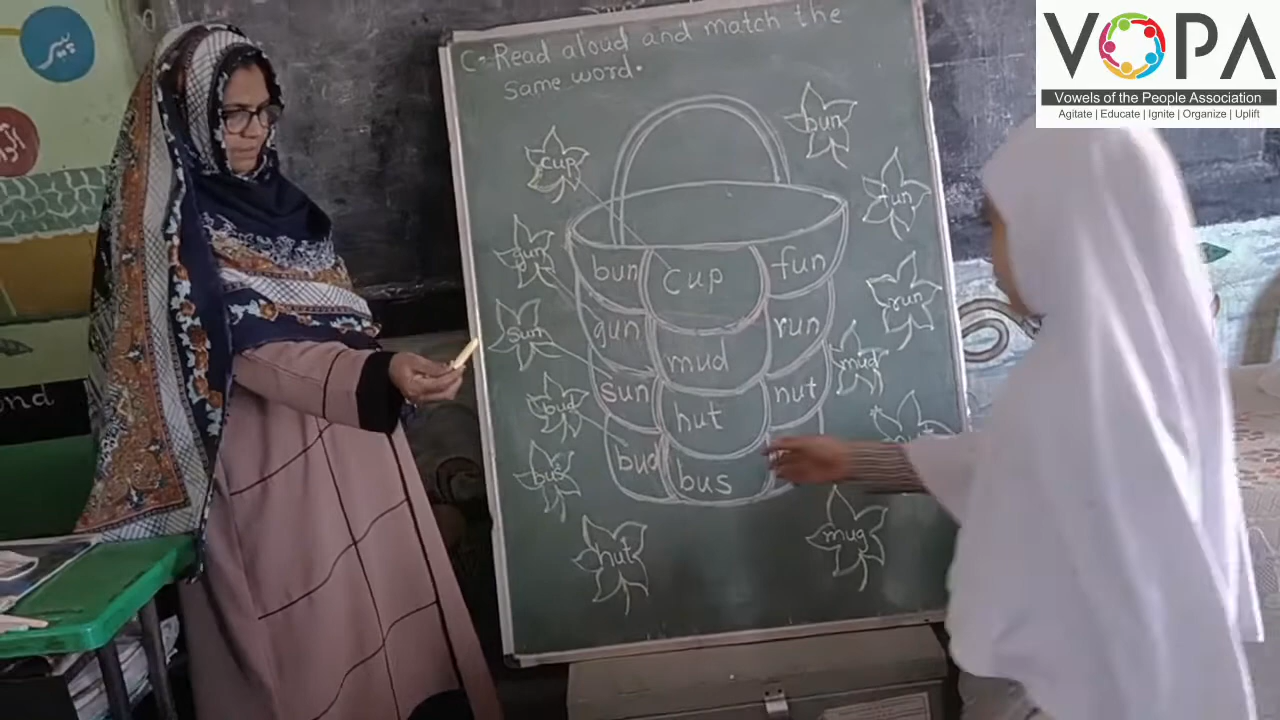 VOPA
Vowels of the People Association
Agitate | Educate | Ignite | Organize | Uplift
C:- Read aloud and match the
same word.
bun
cup
fun
gun
bun
cup
fun
run
sun
gun
run
mud
mud
sun
nut
hut
bud
bus
bud
bus
hut
mug
پیر
ond